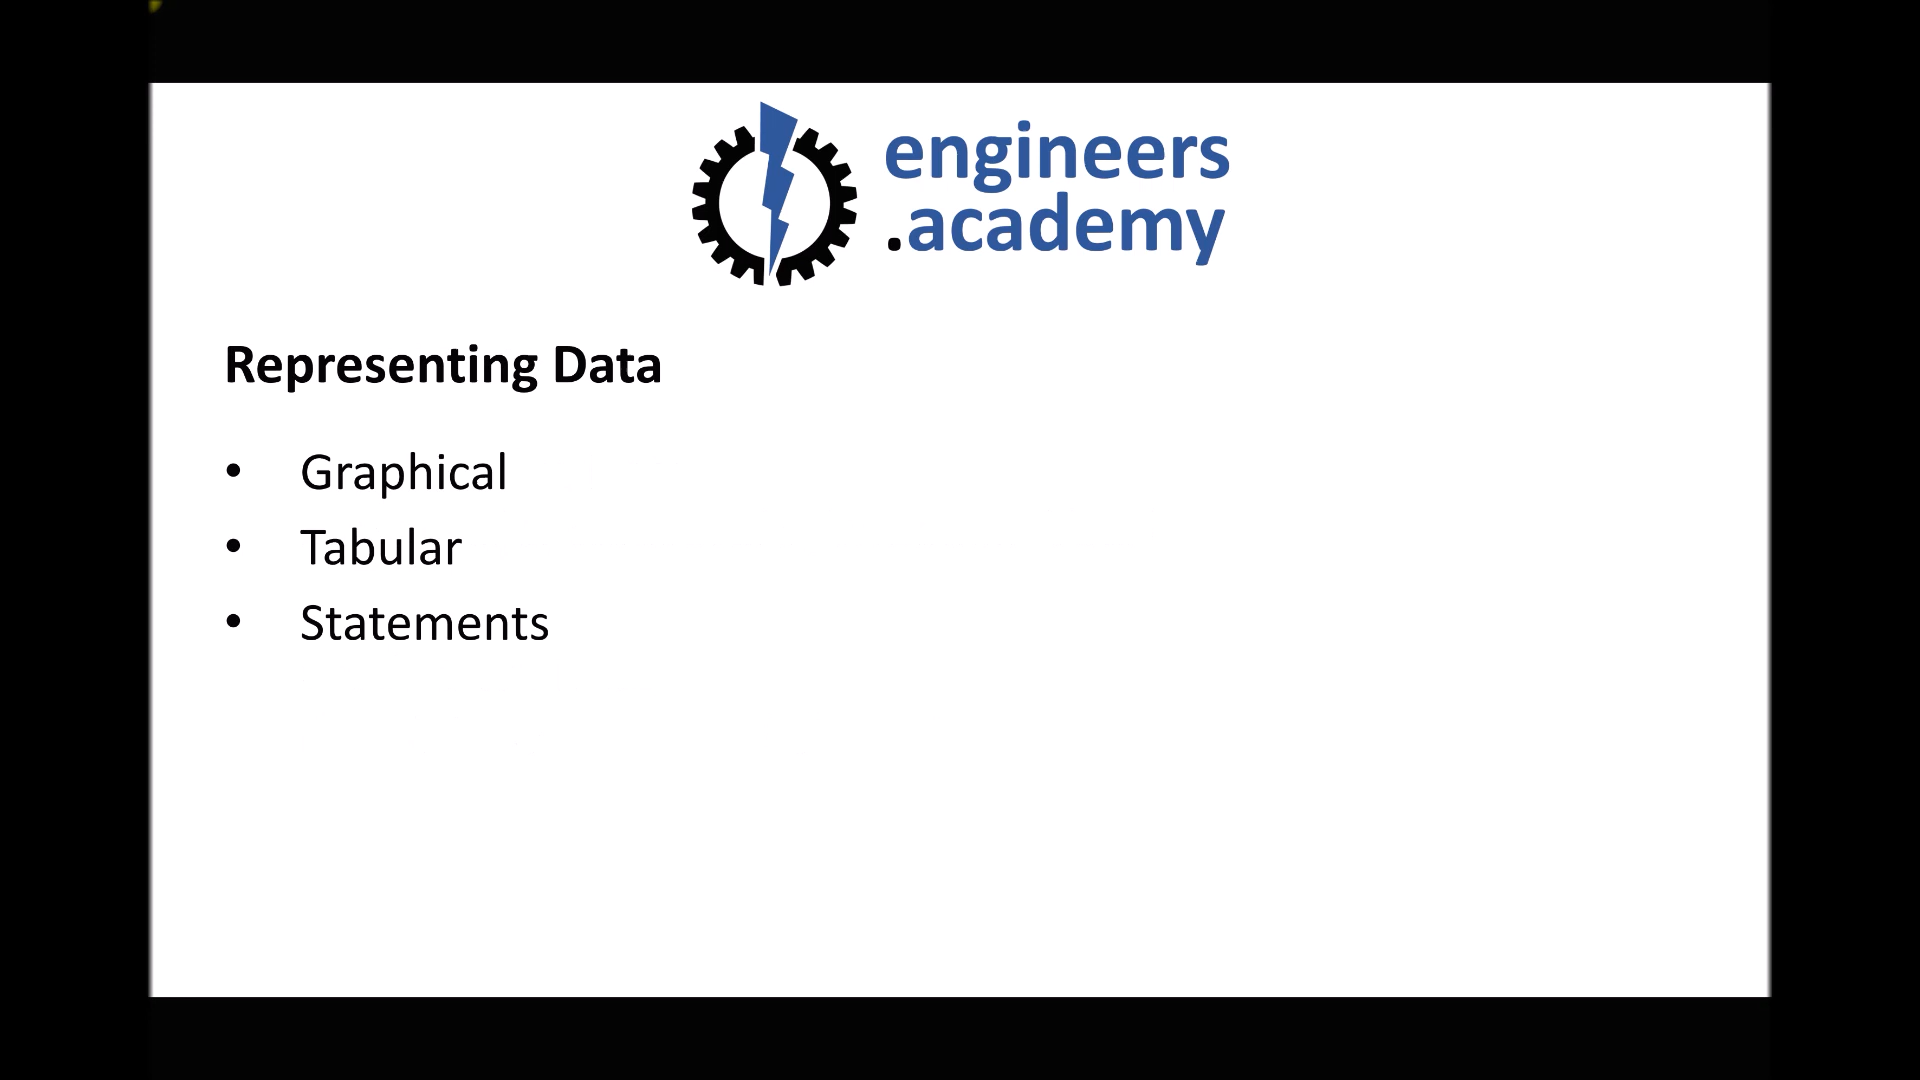 engineers
.academy
Representing Data
• Graphical
• Tabular
• Statements